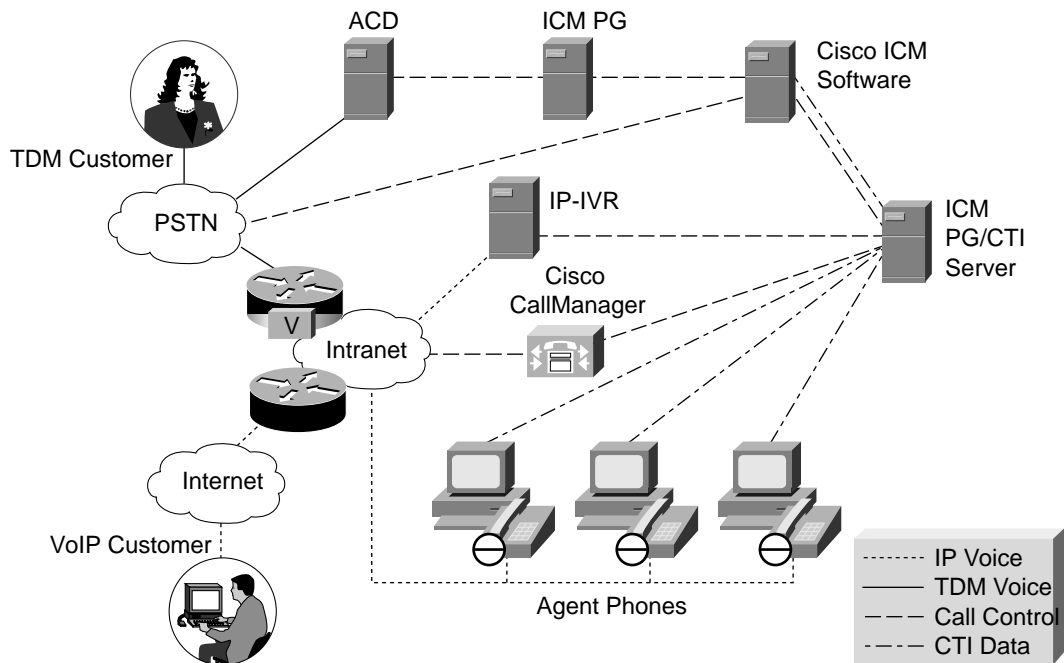 ACD
ICM PG
Cisco ICM
Software
TDM Customer
PSTN
IP-IVR
ICM
PG/CTI
Server
Cisco
CallManager
V
Intranet
Internet
VoIP Customer
Agent Phones
IP Voice
TDM Voice
Call Control
CTI Data